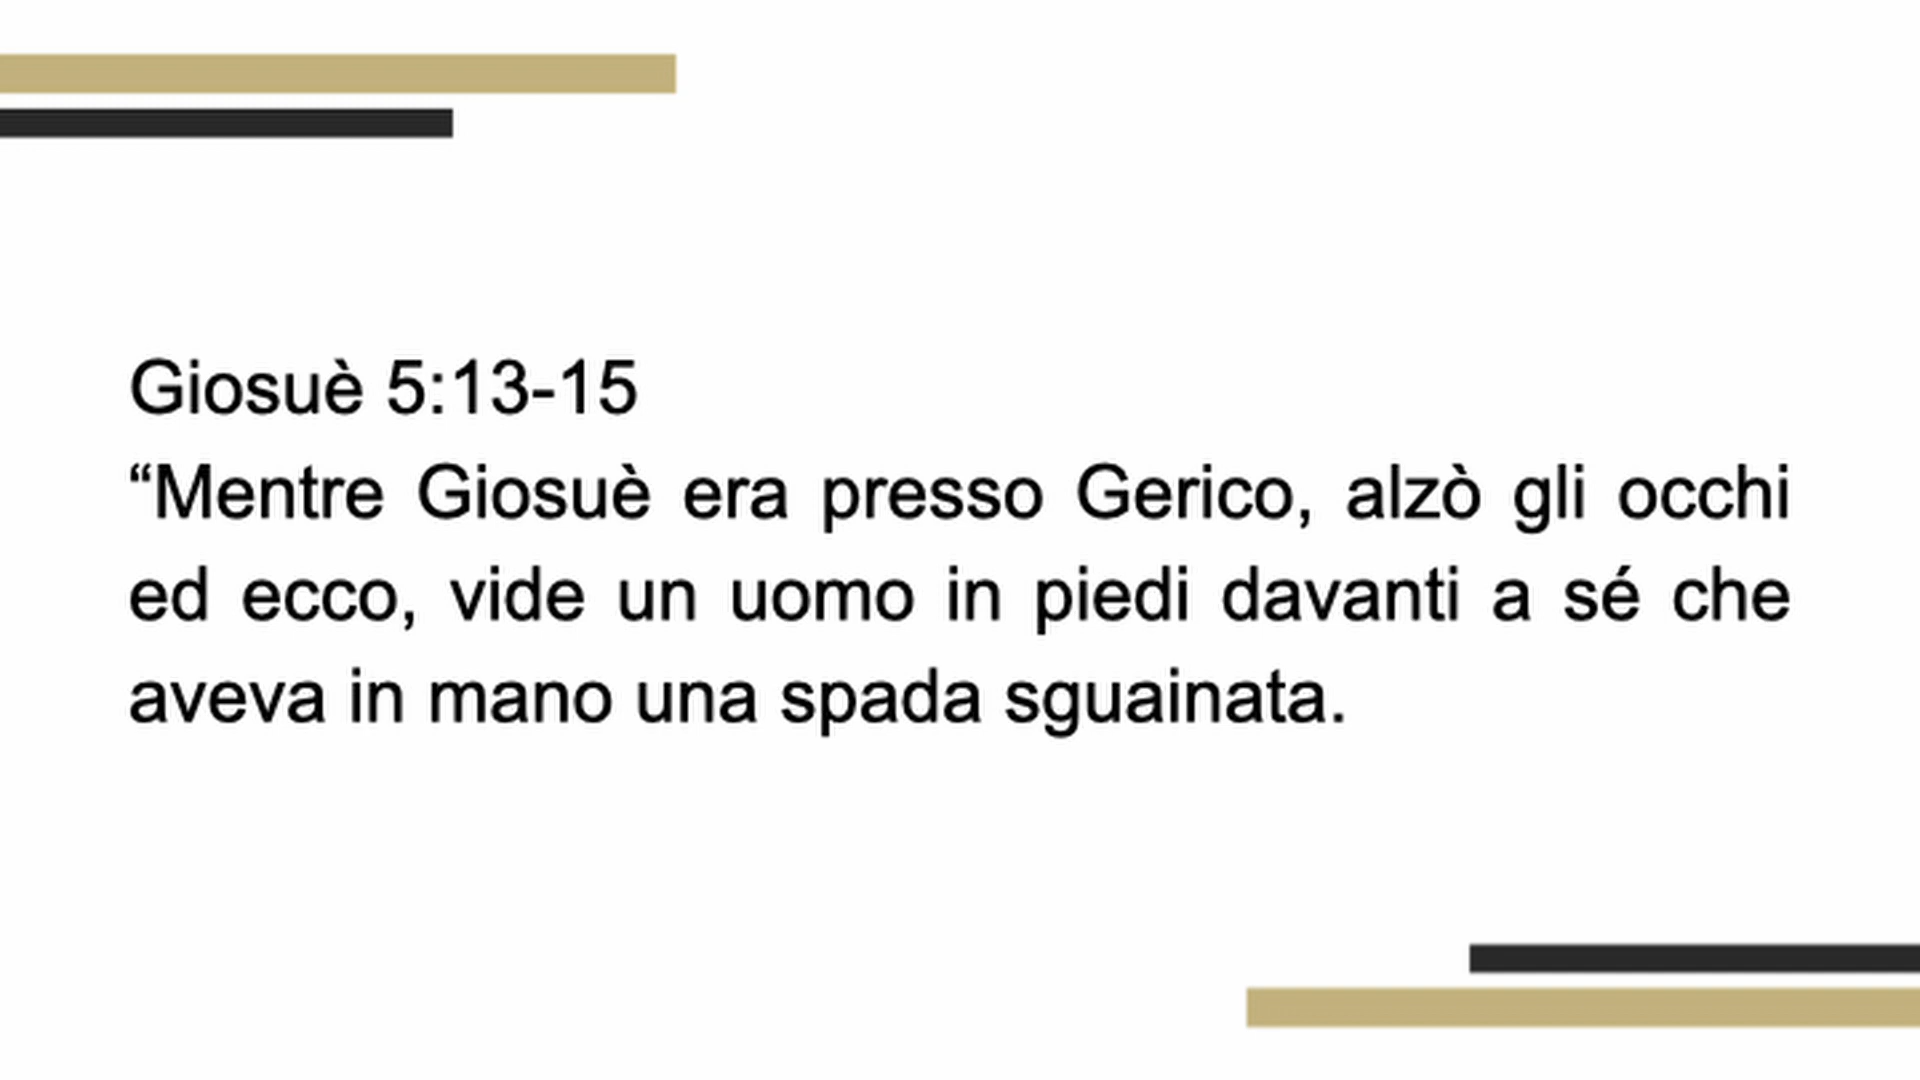 Giosuè 5:13-15
“Mentre Giosuè era presso Gerico, alzò gli occhi
ed ecco, vide un uomo in piedi davanti a sé che
aveva in mano una spada sguainata.